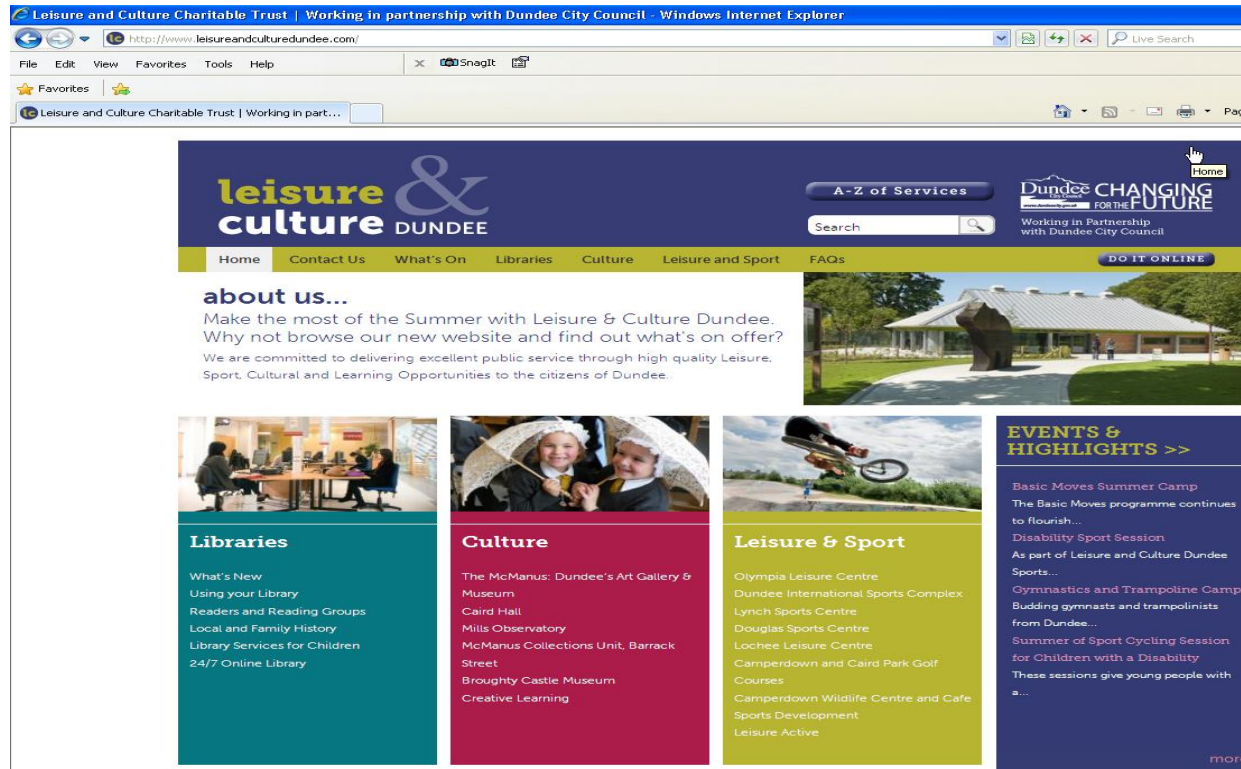 Leisure and Culture Charitable Trust | Working in partnership with Dundee City Council - Windows Internet Explorer
http://www.leisureandculturedundee.com/
Live Search
File Edit View Favorites Tools Help
SnagIt
Favorites
Leisure and Culture Charitable Trust | Working in part...
Home
leisure &
culture DUNDEE
A-Z of Services
Search
Dundee CHANGING
City Council FOR THE FUTURE
Working in Partnership
with Dundee City Council
Home Contact Us What's On Libraries Culture Leisure and Sport FAQs
DO IT ONLINE
about us...
Make the most of the Summer with Leisure & Culture Dundee.
Why not browse our new website and find out what's on offer?
We are committed to delivering excellent public service through high quality Leisure,
Sport, Cultural and Learning Opportunities to the citizens of Dundee.
Libraries
What's New
Using your Library
Readers and Reading Groups
Local and Family History
Library Services for Children
24/7 Online Library
Culture
The McManus: Dundee's Art Gallery &
Museum
Caird Hall
Mills Observatory
McManus Collections Unit, Barrack
Street
Broughty Castle Museum
Creative Learning
Leisure & Sport
Olympia Leisure Centre
Dundee International Sports Complex
Lynch Sports Centre
Douglas Sports Centre
Lochee Leisure Centre
Camperdown and Caird Park Golf
Courses
Camperdown Wildlife Centre and Cafe
Sports Development
Leisure Active
EVENTS &
HIGHLIGHTS >>
Basic Moves Summer Camp
The Basic Moves programme continues
to flourish...
Disability Sport Session
As part of Leisure and Culture Dundee
Sports...
Gymnastics and Trampoline Camp
Budding gymnasts and trampolinists
from Dundee...
Summer of Sport Cycling Session
for Children with a Disability
These sessions give young people with
a...